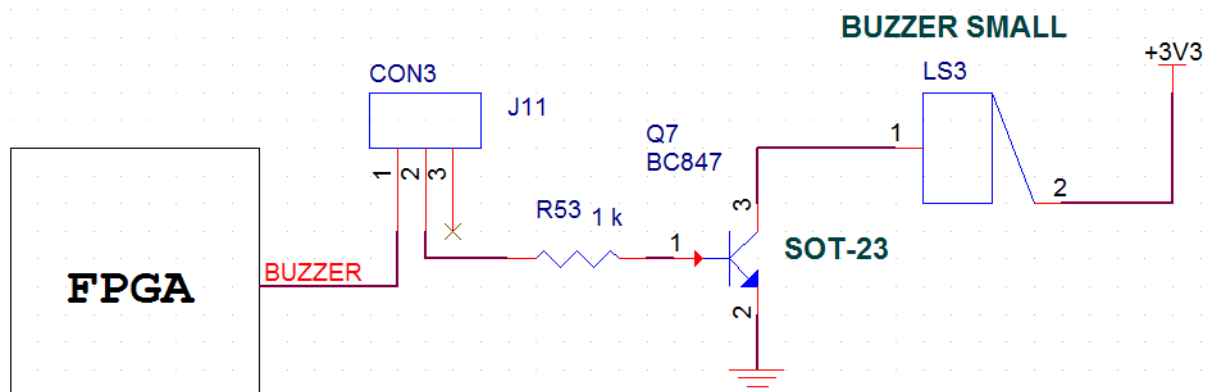 BUZZER SMALL
+3V3
CON3
LS3
J11
Q7
BC847
1
1
2
3
2
R53 1 k
3
1
SOT-23
BUZZER
FPGA
2